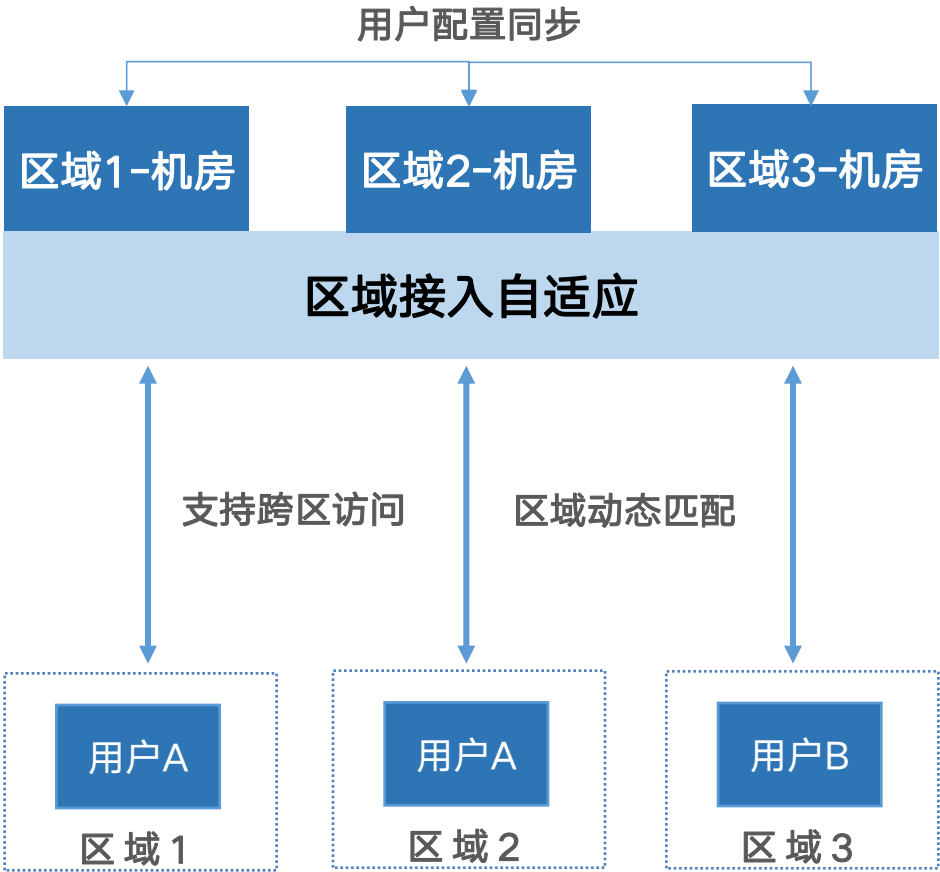 用户配置同步
区域1-机房
区域2-机房
区域3-机房
区域接入自适应
支持跨区访问
区域动态匹配
用户A
用户A
用户B
区域1
区域2
区域3